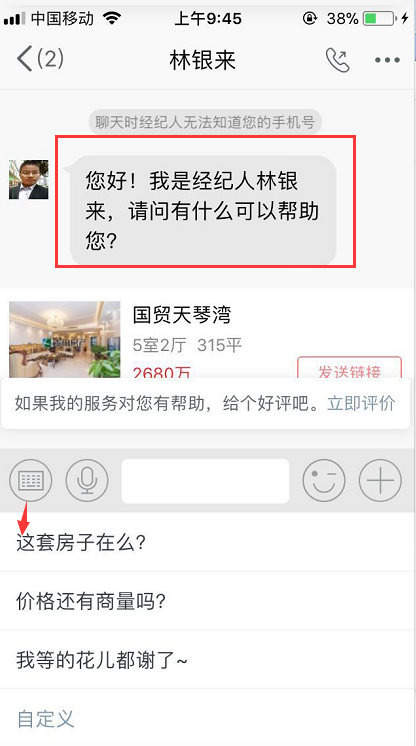 中国移动 上午9:45 38%
(2) 林银来
聊天时经纪人无法知道您的手机号
您好！我是经纪人林银
来，请问有什么可以帮助
您？
国贸天琴湾
5室2厅 315平
2680万
发送链接
如果我的服务对您有帮助，给个好评吧。立即评价
这套房子在么？
价格还有商量吗？
我等的花儿都谢了~
自定义